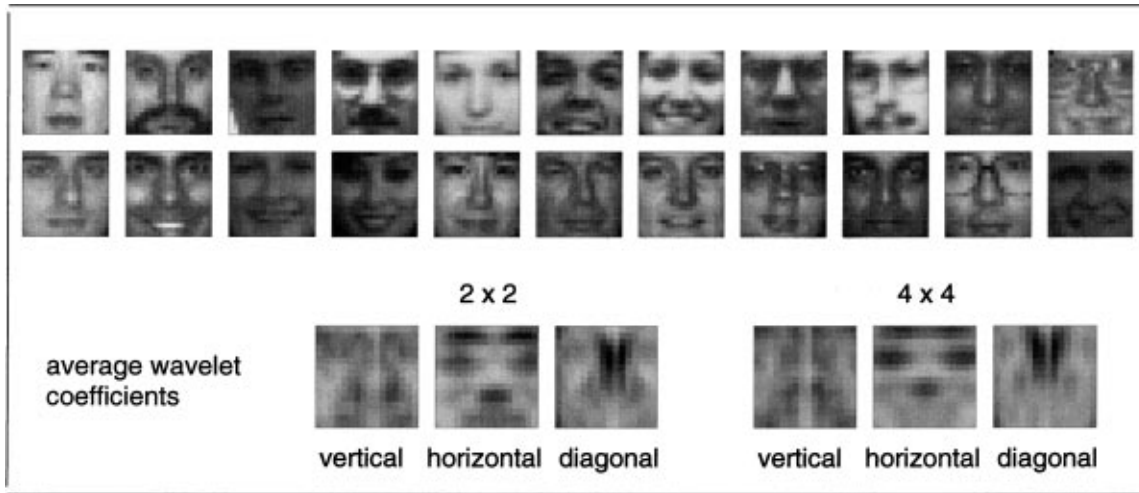 2 x 2
4 x 4
average wavelet
coefficients
vertical horizontal diagonal
vertical horizontal diagonal